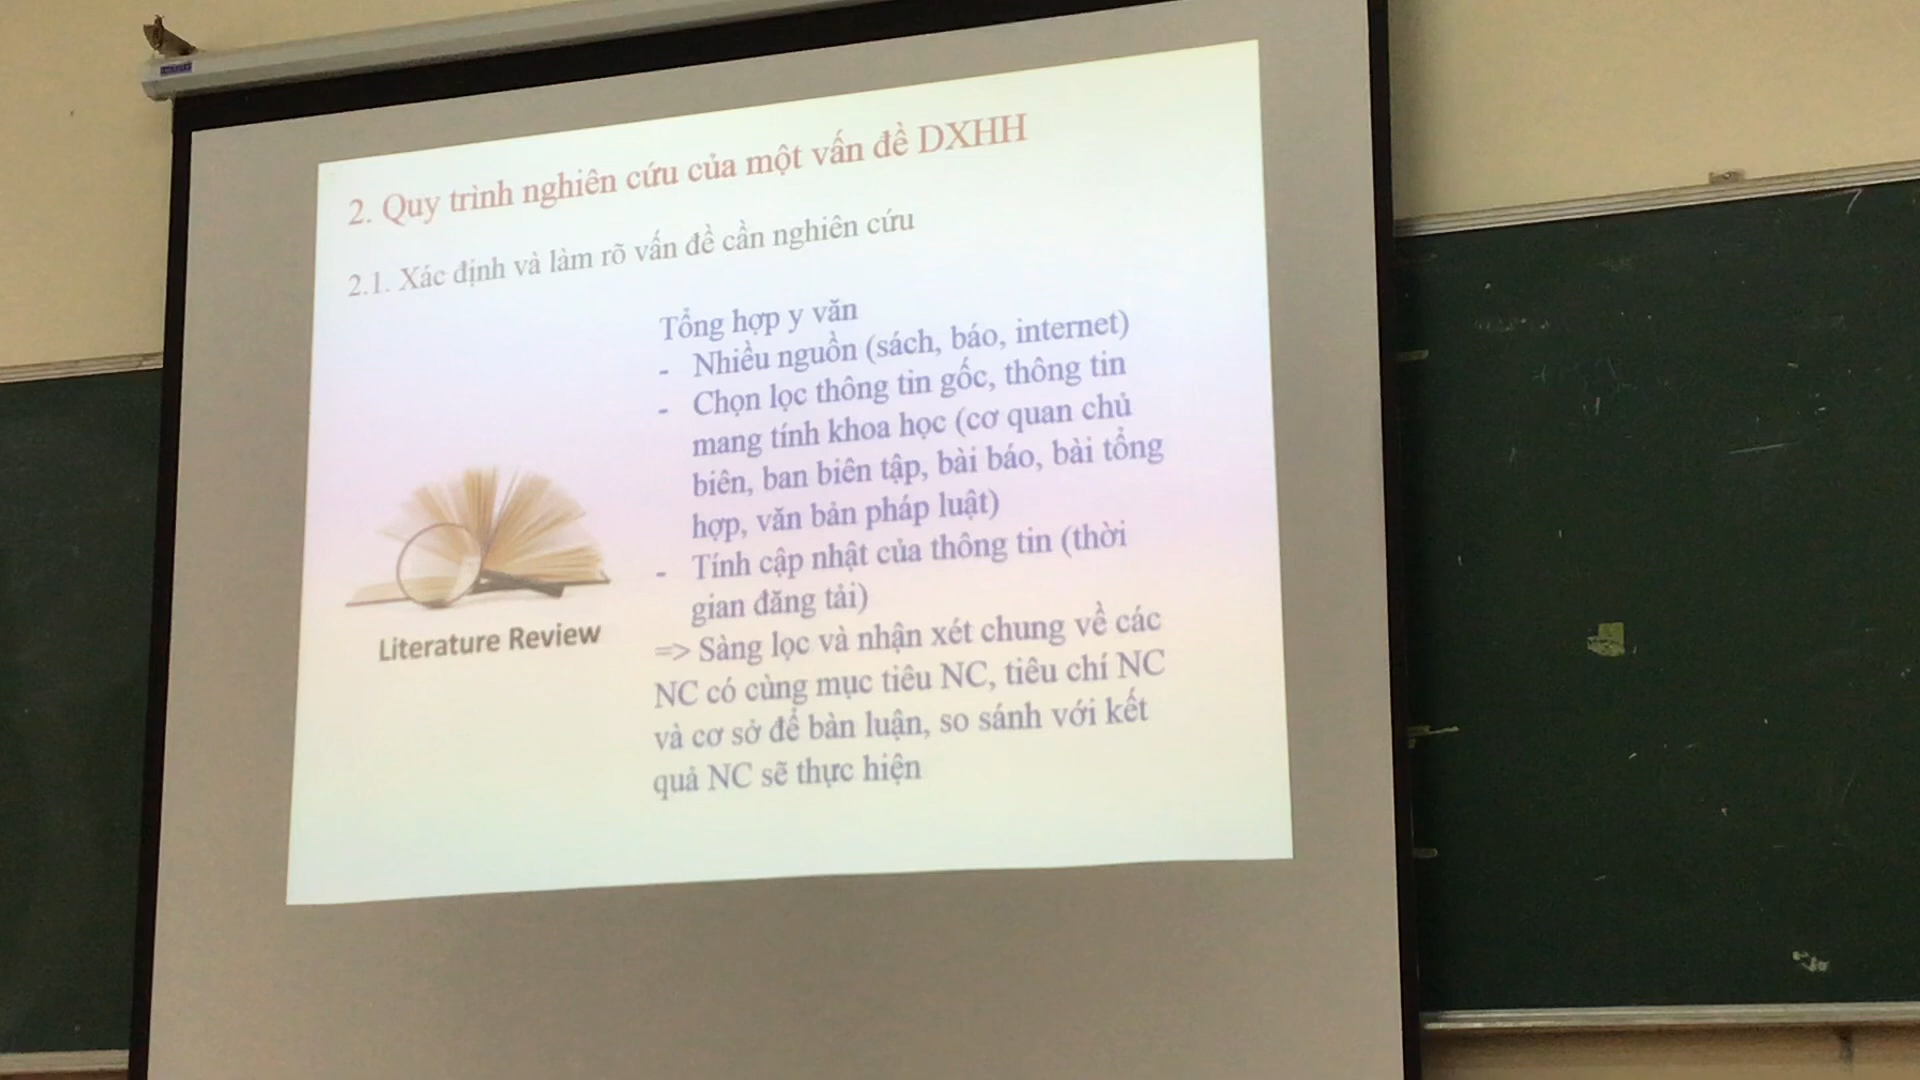 2. Quy trình nghiên cứu của một vấn đề DXHH
2.1. Xác định và làm rõ vấn đề cần nghiên cứu
Tổng hợp y văn
- Nhiều nguồn (sách, báo, internet)
- Chọn lọc thông tin gốc, thông tin
mang tính khoa học (cơ quan chủ
biên, ban biên tập, bài báo, bài tổng
hợp, văn bản pháp luật)
- Tính cập nhật của thông tin (thời
gian đăng tải)
=> Sàng lọc và nhận xét chung về các
NC có cùng mục tiêu NC, tiêu chí NC
và cơ sở để bàn luận, so sánh với kết
quả NC sẽ thực hiện
Literature Review